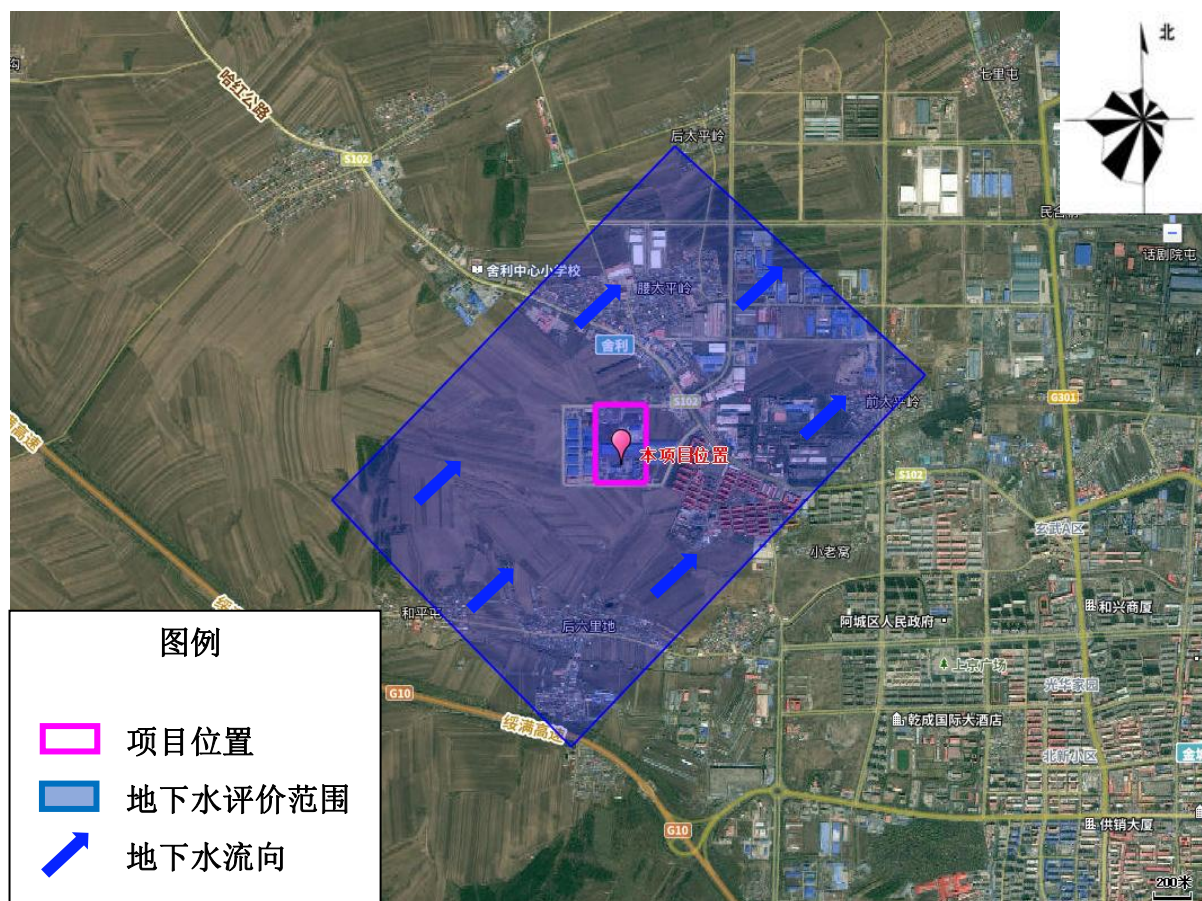 北
沟
哈红公路
七里屯
后太平岭
S102
话剧院屯
舍利中心小学校
腰太平岭
舍利
G301
S102
前太平岭
本项目位置
S102
玄武A区
小老窝
和平屯
后六里地
和兴商厦
阿城区人民政府
上京广场
光华家园
G10
绥满高速
乾成国际大酒店
北新小区
供销大厦
G10
200米
图例
项目位置
地下水评价范围
地下水流向